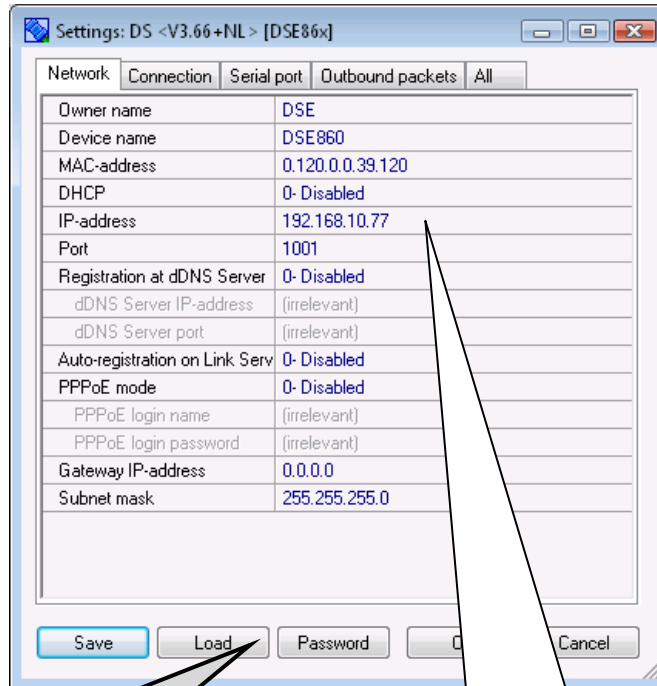 Settings: DS <V3.66+NL> [DSE86x]
Network Connection Serial port Outbound packets All
Owner name DSE
Device name DSE860
MAC-address 0.120.0.0.39.120
DHCP 0- Disabled
IP-address 192.168.10.77
Port 1001
Registration at dDNS Server 0- Disabled
dDNS Server IP-address (irrelevant)
dDNS Server port (irrelevant)
Auto-registration on Link Serv 0- Disabled
PPPoE mode 0- Disabled
PPPoE login name (irrelevant)
PPPoE login password (irrelevant)
Gateway IP-address 0.0.0.0
Subnet mask 255.255.255.0
Save Load Password Cancel